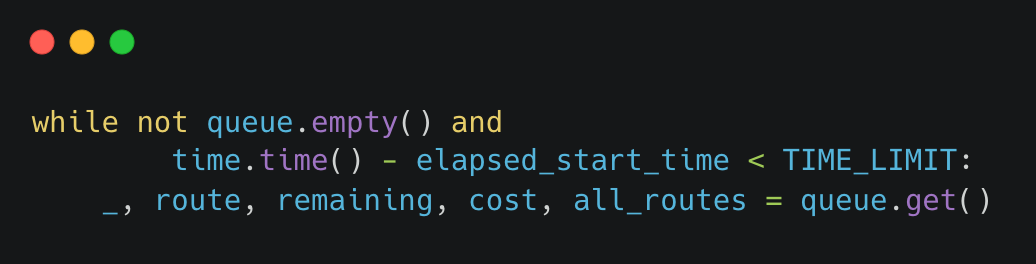 while not queue.empty() and
        time.time() - elapsed_start_time < TIME_LIMIT:
    _, route, remaining, cost, all_routes = queue.get()